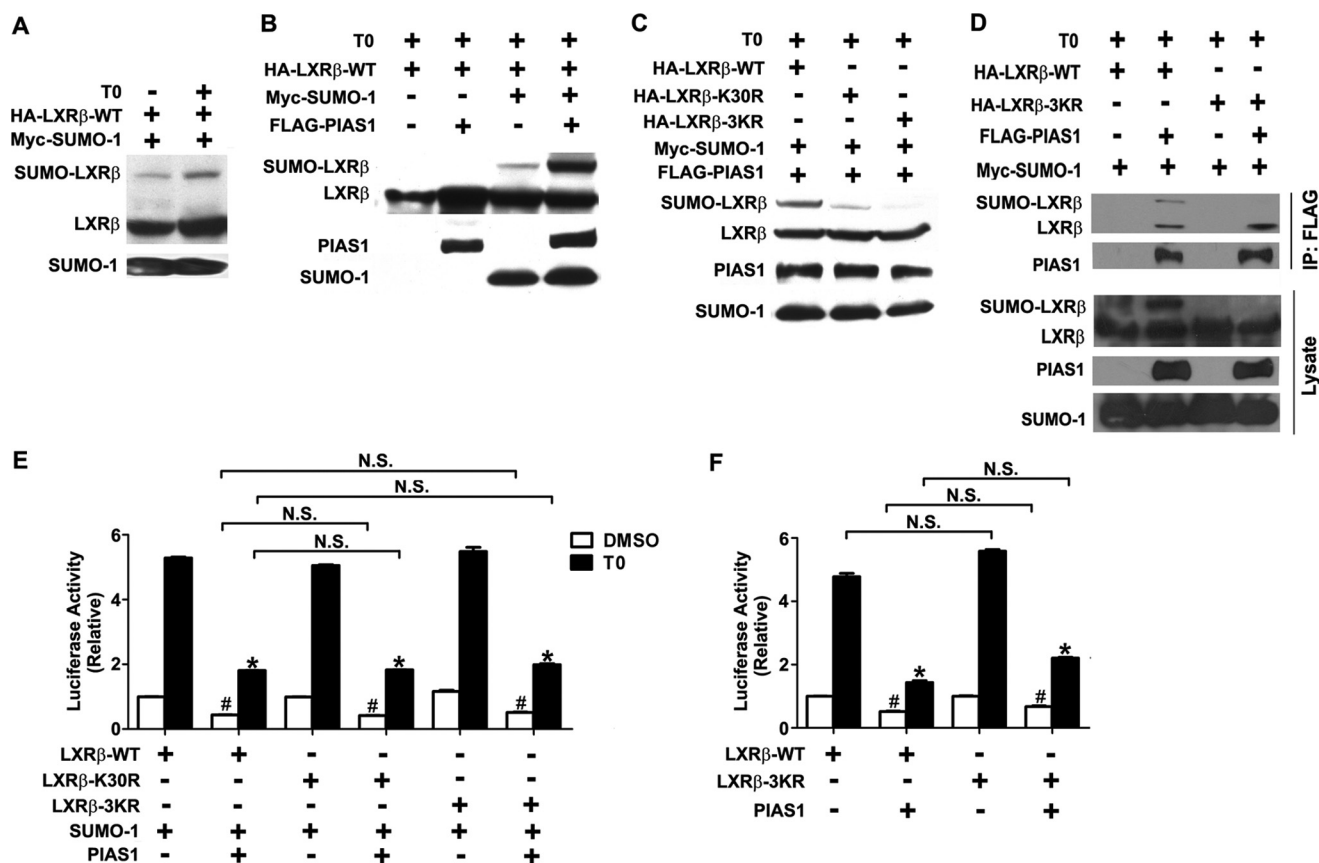 A
T0 - +
HA-LXRβ-WT + +
Myc-SUMO-1 + +
SUMO-LXRβ
LXRβ
SUMO-1
B
T0 + + + +
HA-LXRβ-WT + + + +
Myc-SUMO-1 - - + +
FLAG-PIAS1 - + - +
SUMO-LXRβ
LXRβ
PIAS1
SUMO-1
C
T0 + + +
HA-LXRβ-WT + - -
HA-LXRβ-K30R - + -
HA-LXRβ-3KR - - +
Myc-SUMO-1 + + +
FLAG-PIAS1 + + +
SUMO-LXRβ
LXRβ
PIAS1
SUMO-1
D
T0 + + + +
HA-LXRβ-WT + + - -
HA-LXRβ-3KR - - + +
FLAG-PIAS1 - + - +
Myc-SUMO-1 + + + +
SUMO-LXRβ
LXRβ
PIAS1
IP: FLAG
SUMO-LXRβ
LXRβ
PIAS1
SUMO-1
Lysate
E
N.S.
N.S.
N.S.
N.S.
DMSO
T0
Luciferase Activity
(Relative)
6
4
2
0
# * # * # *
LXRβ-WT + + - - - -
LXRβ-K30R - - + + - -
LXRβ-3KR - - - - + +
SUMO-1 + + + + + +
PIAS1 - + - + - +
F
N.S.
N.S.
N.S.
Luciferase Activity
(Relative)
6
4
2
0
# * # *
LXRβ-WT + + - -
LXRβ-3KR - - + +
PIAS1 - + - +